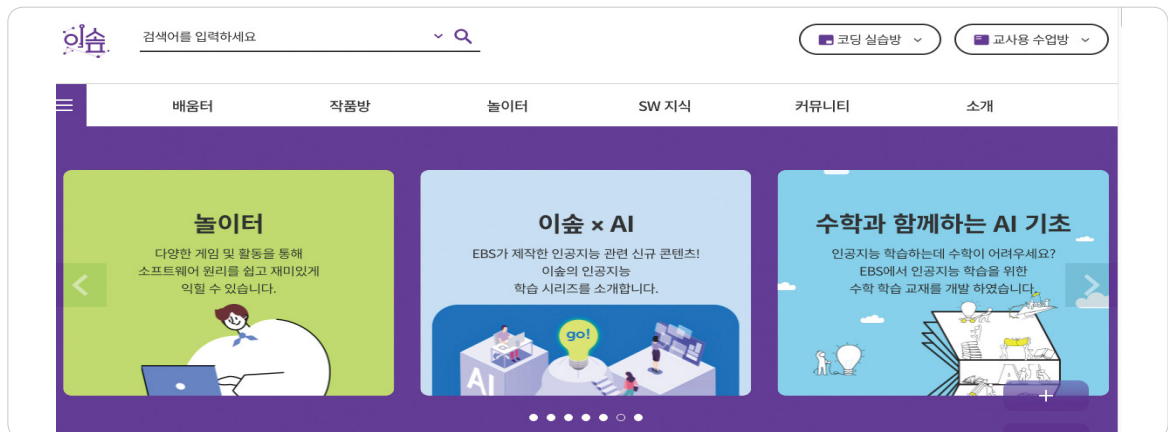 이솦
검색어를 입력하세요
코딩 실습방
교사용 수업방
배움터
작품방
놀이터
SW 지식
커뮤니티
소개
놀이터
다양한 게임 및 활동을 통해
소프트웨어 원리를 쉽고 재미있게
익힐 수 있습니다.
이솦 × AI
EBS가 제작한 인공지능 관련 신규 콘텐츠!
이솦의 인공지능
학습 시리즈를 소개합니다.
go!
AI
수학과 함께하는 AI 기초
인공지능 학습하는데 수학이 어려우세요?
EBS에서 인공지능 학습을 위한
수학 학습 교재를 개발 하였습니다.
AI